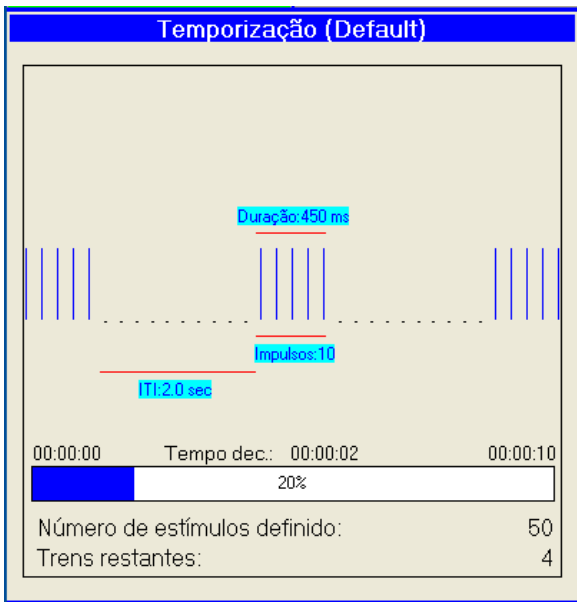 Temporização (Default)
Duração:450 ms
Impulsos:10
ITI:2.0 sec
00:00:00 Tempo dec.: 00:00:02 00:00:10
20%
Número de estímulos definido: 50
Trens restantes: 4